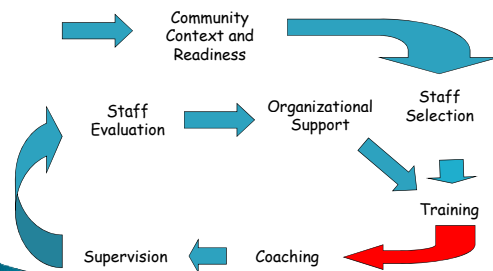 Community
Context and
Readiness
Staff
Evaluation
Organizational
Support
Staff
Selection
Training
Supervision
Coaching